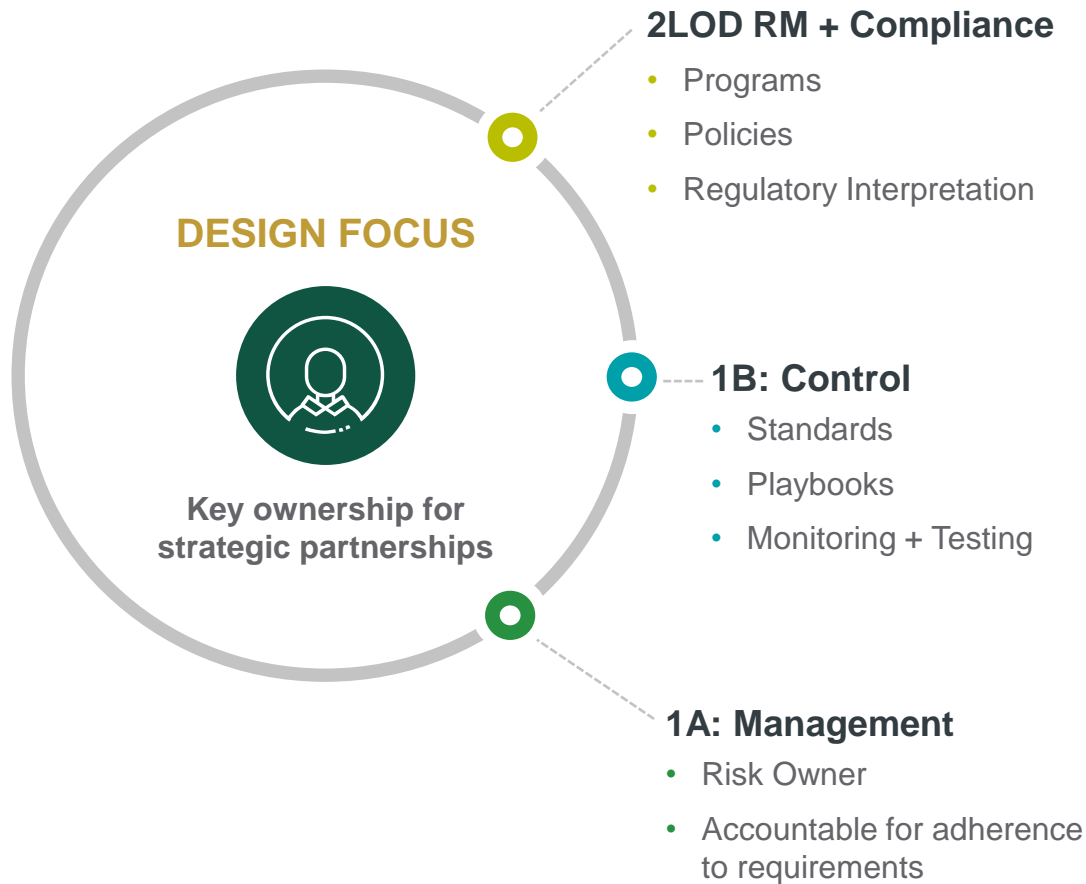 2LOD RM + Compliance
• Programs
• Policies
• Regulatory Interpretation
DESIGN FOCUS
Key ownership for
strategic partnerships
1B: Control
• Standards
• Playbooks
• Monitoring + Testing
1A: Management
• Risk Owner
• Accountable for adherence
to requirements